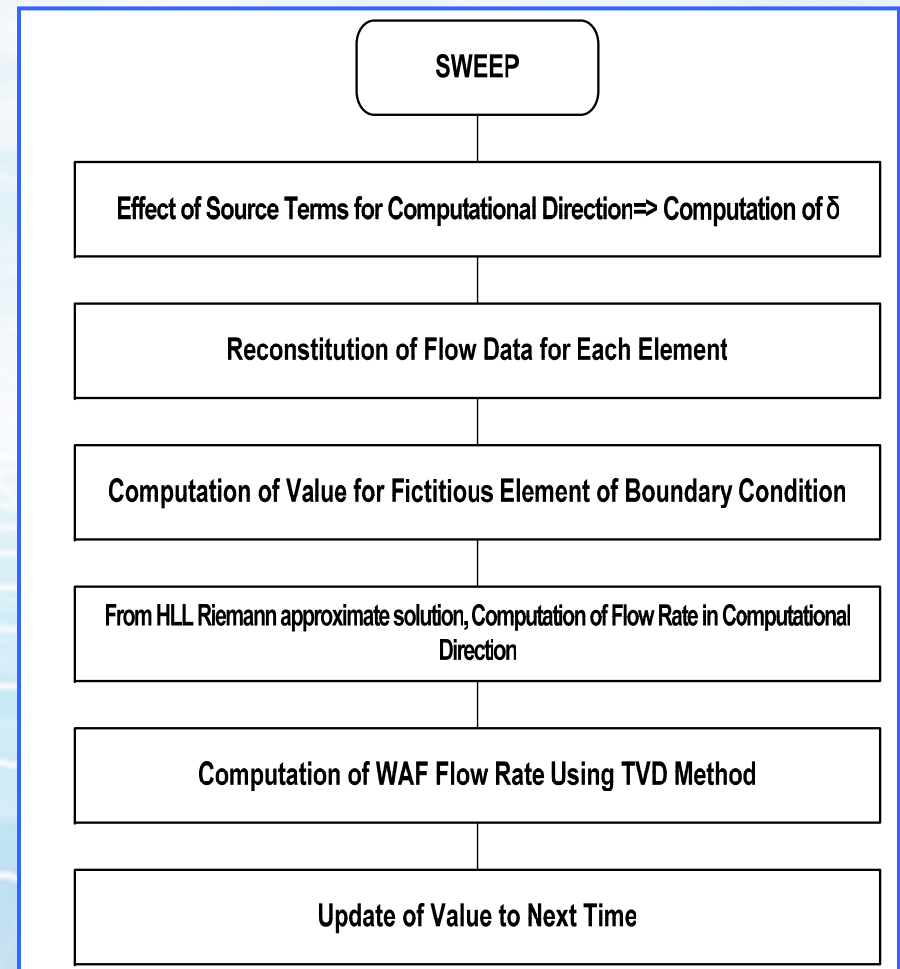 SWEEP
Effect of Source Terms for Computational Direction=> Computation of δ
Reconstitution of Flow Data for Each Element
Computation of Value for Fictitious Element of Boundary Condition
From HLL Riemann approximate solution, Computation of Flow Rate in Computational
Direction
Computation of WAF Flow Rate Using TVD Method
Update of Value to Next Time